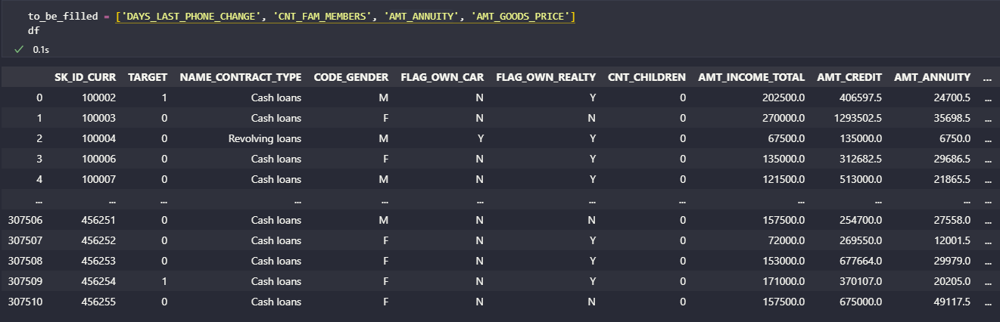 to_be_filled = ['DAYS_LAST_PHONE_CHANGE', 'CNT_FAM_MEMBERS', 'AMT_ANNUITY', 'AMT_GOODS_PRICE']
df
✓ 0.1s
SK_ID_CURR TARGET NAME_CONTRACT_TYPE CODE_GENDER FLAG_OWN_CAR FLAG_OWN_REALTY CNT_CHILDREN AMT_INCOME_TOTAL AMT_CREDIT AMT_ANNUITY ...
0 100002 1 Cash loans M N Y 0 202500.0 406597.5 24700.5 ...
1 100003 0 Cash loans F N N 0 270000.0 1293502.5 35698.5 ...
2 100004 0 Revolving loans M Y Y 0 67500.0 135000.0 6750.0 ...
3 100006 0 Cash loans F N Y 0 135000.0 312682.5 29686.5 ...
4 100007 0 Cash loans M N Y 0 121500.0 513000.0 21865.5 ...
... ... ... ... ... ... ... ... ... ... ... ...
307506 456251 0 Cash loans M N N 0 157500.0 254700.0 27558.0 ...
307507 456252 0 Cash loans F N Y 0 72000.0 269550.0 12001.5 ...
307508 456253 0 Cash loans F N Y 0 153000.0 677664.0 29979.0 ...
307509 456254 1 Cash loans F N Y 0 171000.0 370107.0 20205.0 ...
307510 456255 0 Cash loans F N N 0 157500.0 675000.0 49117.5 ...